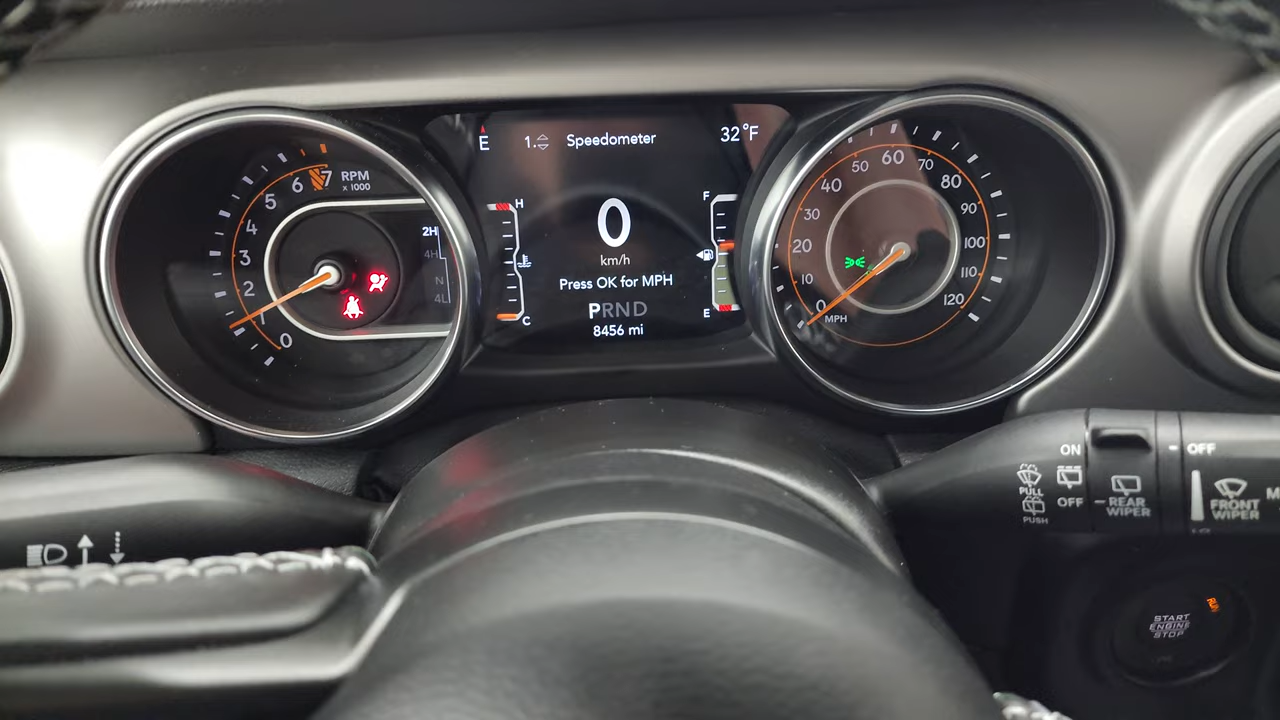 E
1. Speedometer
32°F
7
6
5
4
3
2
0
RPM
x 1000
2H
4H
N
4L
H
C
0
km/h
Press OK for MPH
PRND
8456 mi
F
E
0
10
20
30
40
50
60
70
80
90
100
110
120
MPH
ON
OFF
PULL
PUSH
REAR
WIPER
OFF
FRONT
WIPER
M
START
ENGINE
STOP
RUN